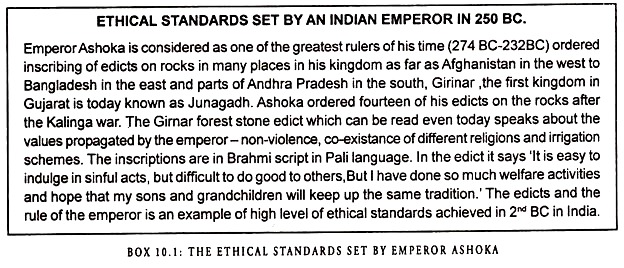 ETHICAL STANDARDS SET BY AN INDIAN EMPEROR IN 250 BC.
Emperor Ashoka is considered as one of the greatest rulers of his time (274 BC-232BC) ordered
inscribing of edicts on rocks in many places in his kingdom as far as Afghanistan in the west to
Bangladesh in the east and parts of Andhra Pradesh in the south, Girinar ,the first kingdom in
Gujarat is today known as Junagadh. Ashoka ordered fourteen of his edicts on the rocks after
the Kalinga war. The Girnar forest stone edict which can be read even today speaks about the
values propagated by the emperor – non-violence, co-existance of different religions and irrigation
schemes. The inscriptions are in Brahmi script in Pali language. In the edict it says 'It is easy to
indulge in sinful acts, but difficult to do good to others,But I have done so much welfare activities
and hope that my sons and grandchildren will keep up the same tradition.' The edicts and the
rule of the emperor is an example of high level of ethical standards achieved in 2nd BC in India.
BOX 10.1: THE ETHICAL STANDARDS SET BY EMPEROR ASHOKA